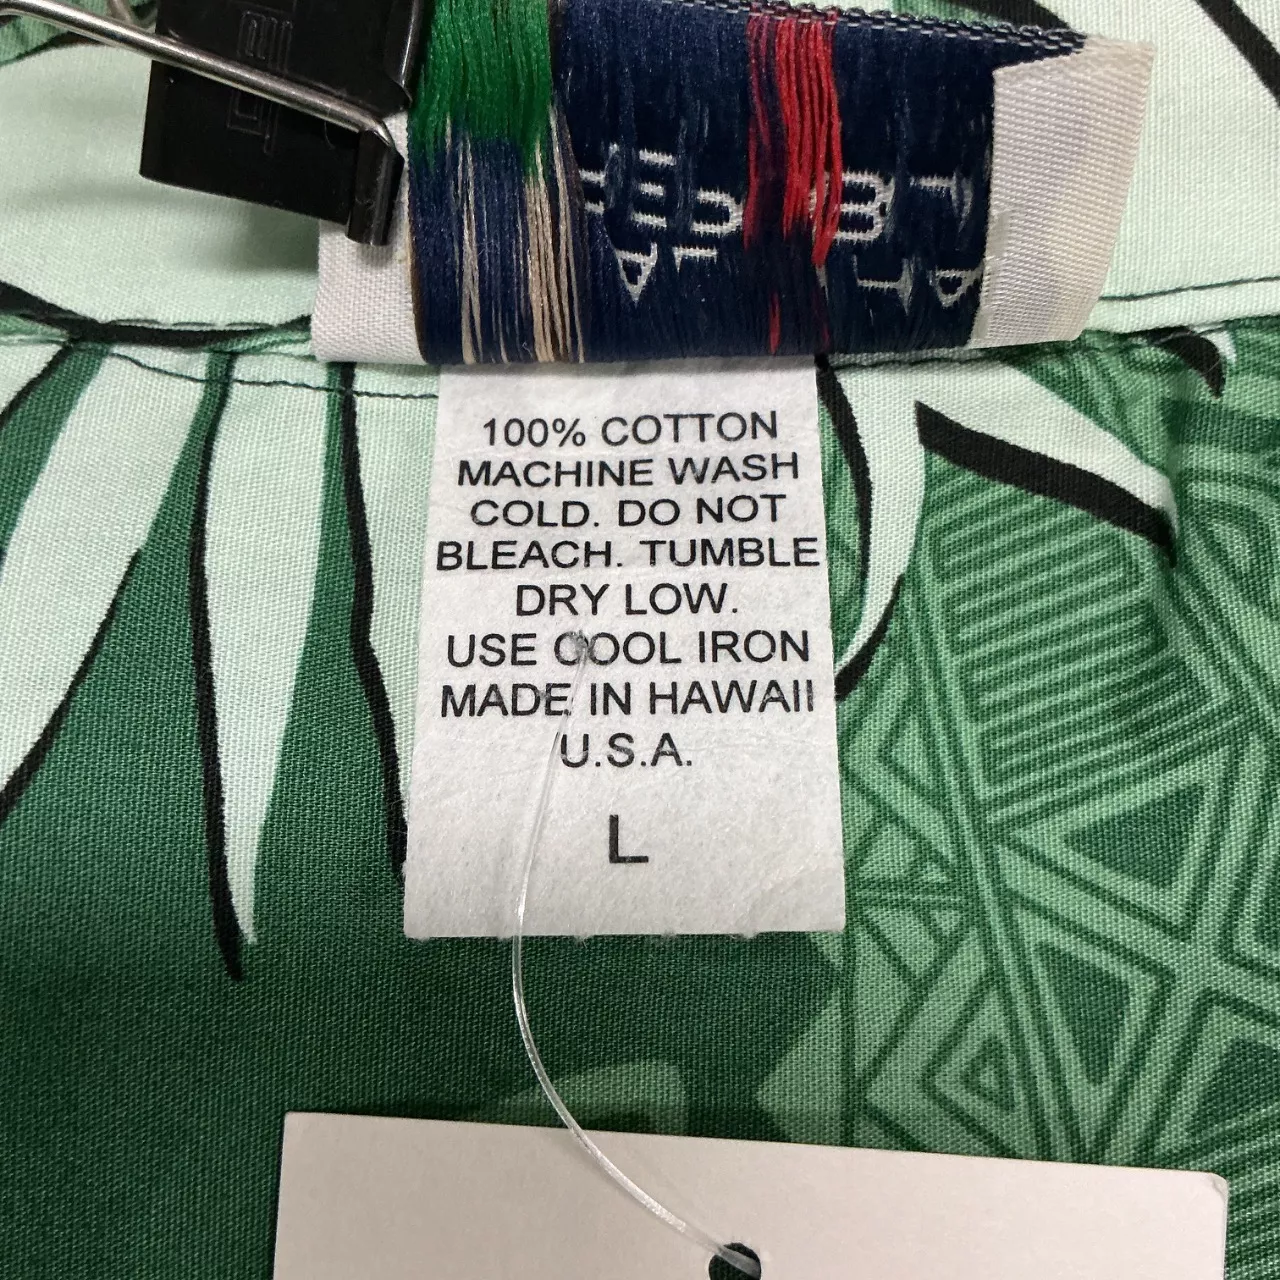 100% COTTON
MACHINE WASH
COLD. DO NOT
BLEACH. TUMBLE
DRY LOW.
USE COOL IRON
MADE IN HAWAII
U.S.A.
L